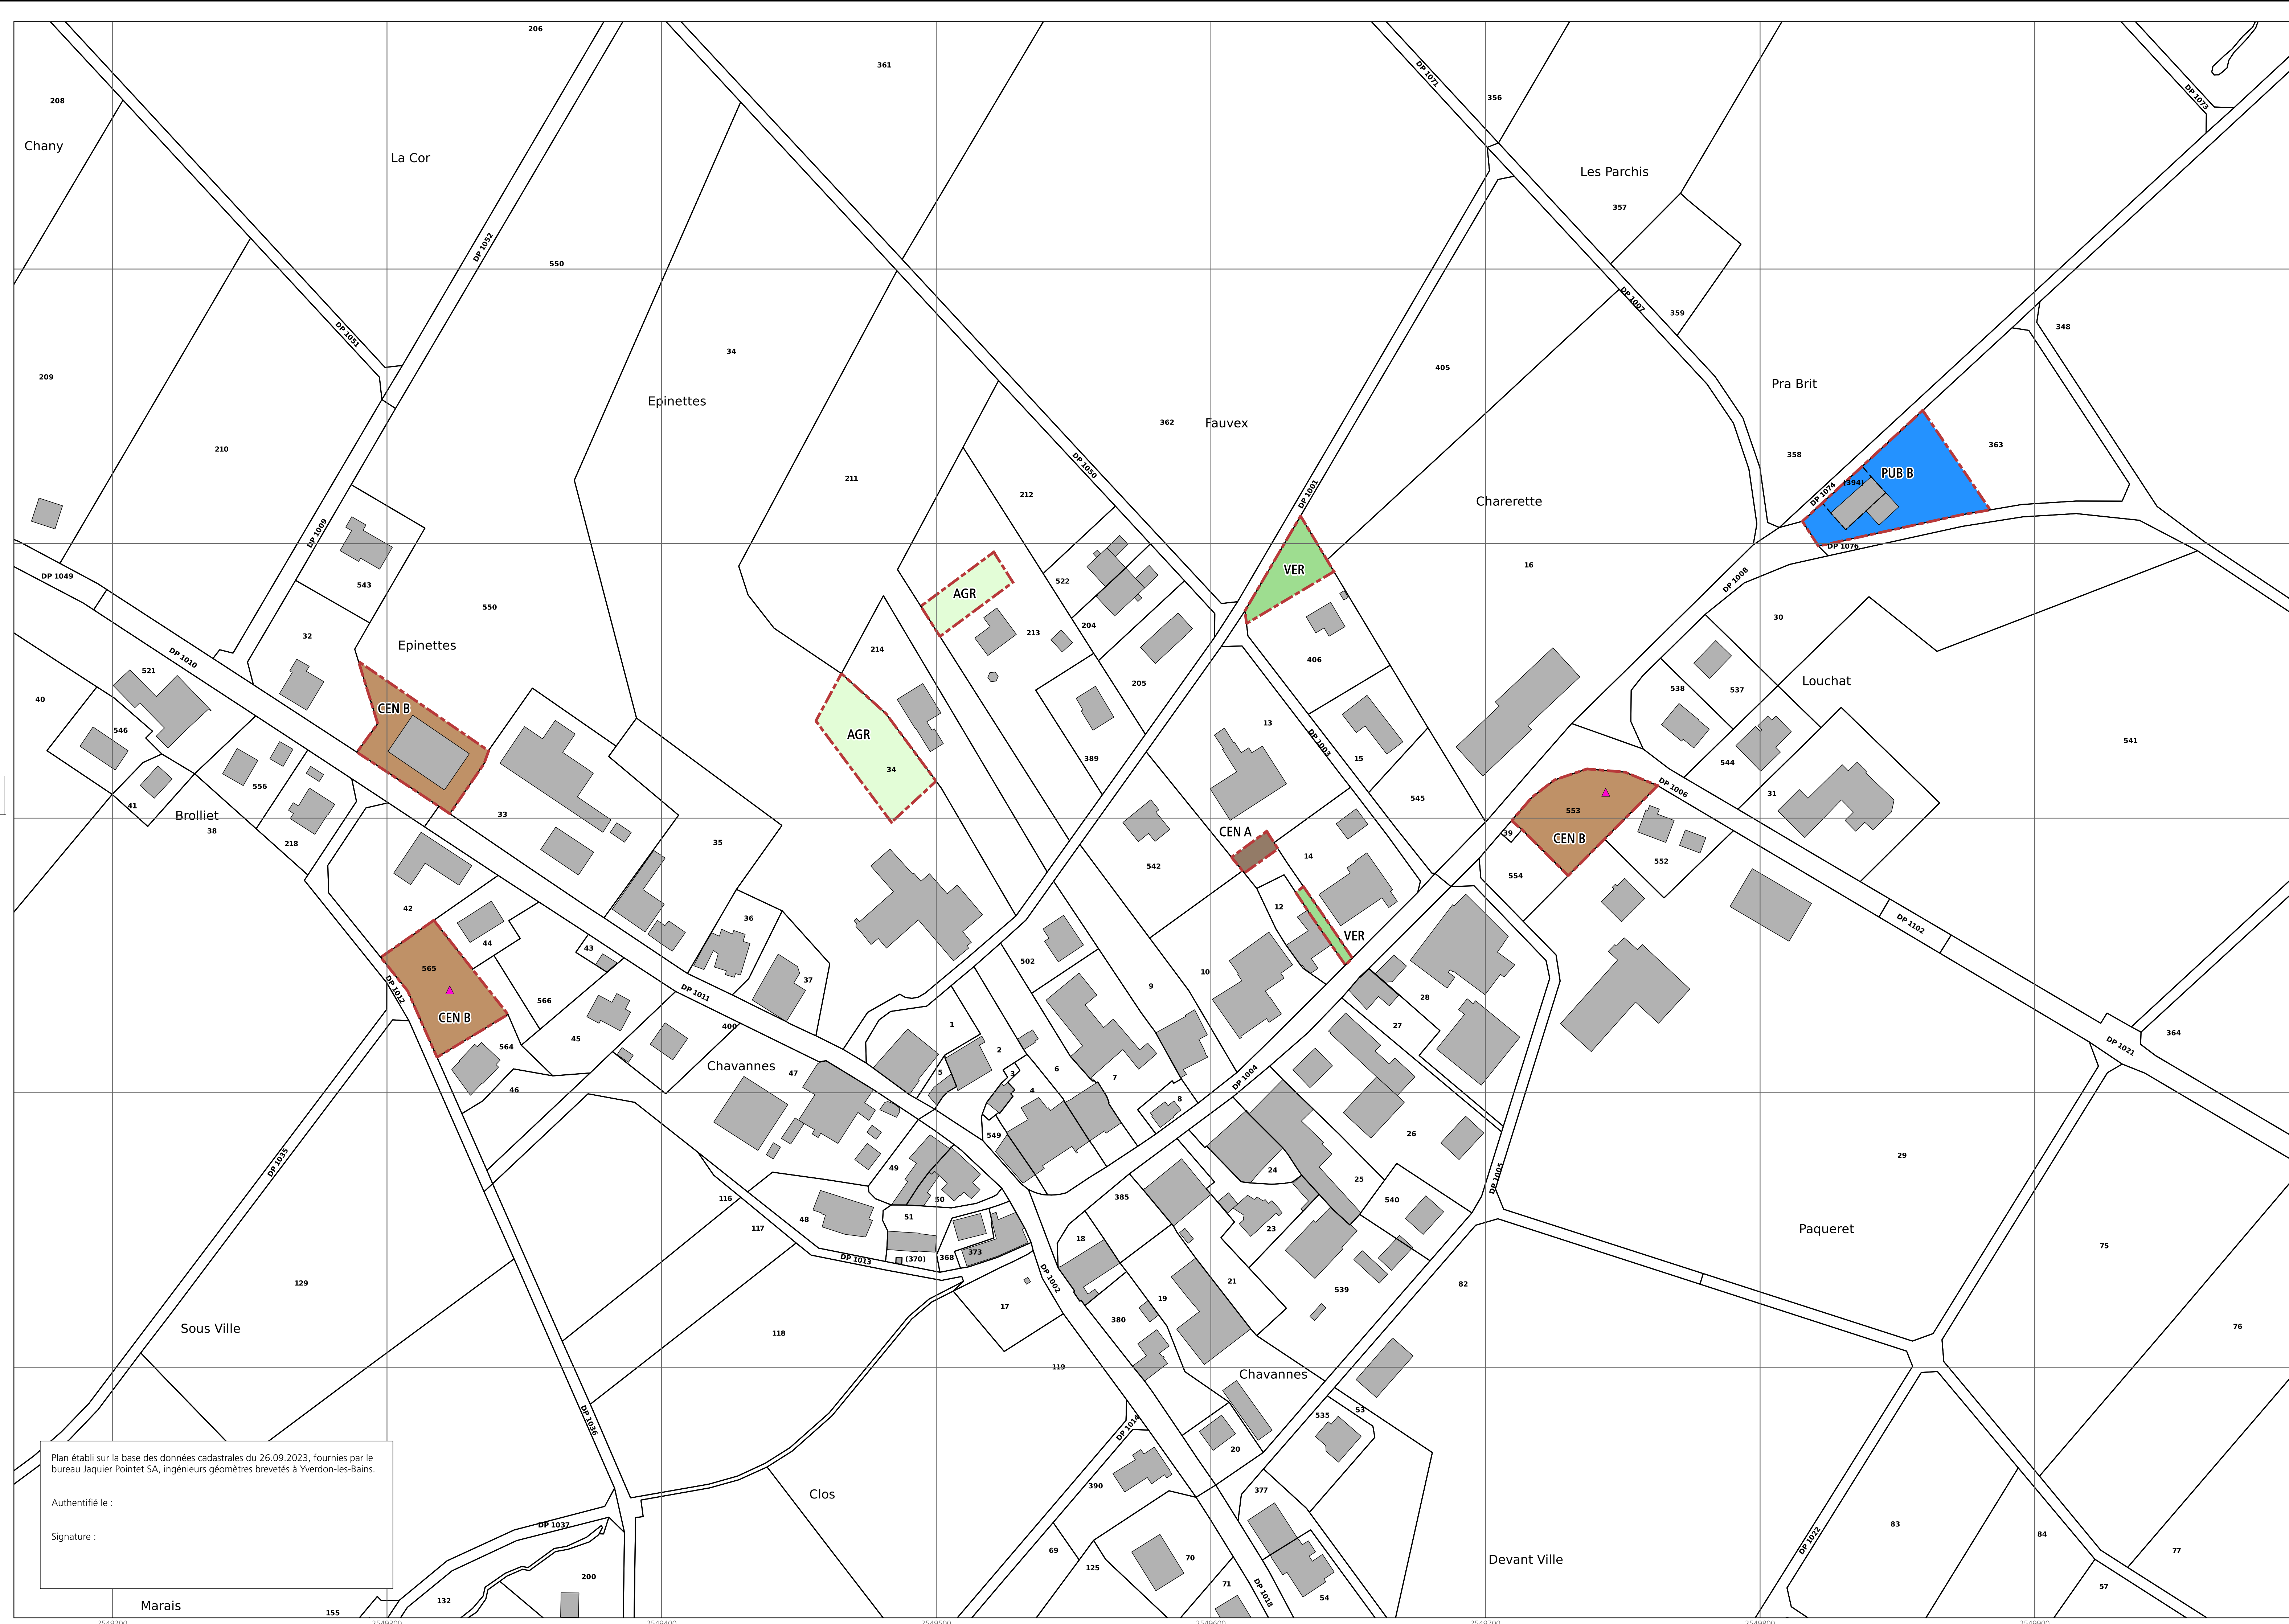 206
361
208
356
DP 1071
DP 1073
Chany
La Cor
Les Parchis
357
DP 1052
550
DP 1007
359
348
DP 1051
34
405
209
Pra Brit
Epinettes
362
Fauvex
210
211
DP 1050
358
363
PUB B
(394)
DP 1074
212
DP 1001
Charerette
DP 1009
DP 1076
DP 1049
543
522
VER
16
DP 1008
AGR
550
30
32
213
204
Epinettes
214
406
DP 1010
521
205
538
537
Louchat
40
CEN B
13
546
AGR
DP 1003
541
389
15
544
34
556
DP 1006
31
41
545
553
Brolliet
33
38
CEN A
39
CEN B
218
35
14
552
542
554
42
12
36
DP 1102
44
43
VER
502
565
10
37
DP 1012
9
28
DP 1011
566
CEN B
1
400
27
364
45
564
2
DP 1021
Chavannes
47
5
3
6
7
DP 1004
46
4
8
549
26
DP 1035
49
24
29
25
DP 1005
116
50
385
540
48
51
117
23
Paqueret
18
75
DP 1013
(370)
368
373
DP 1002
129
21
82
539
17
19
380
Sous Ville
118
76
119
Chavannes
DP 1036
53
535
DP 1014
20
Plan établi sur la base des données cadastrales du 26.09.2023, fournies par le
bureau Jaquier Pointet SA, ingénieurs géomètres brevetés à Yverdon-les-Bains.
Authentifié le :
Signature :
390
377
Clos
DP 1037
83
84
DP 1022
69
77
70
Devant Ville
125
200
71
DP 1018
54
57
132
Marais
155